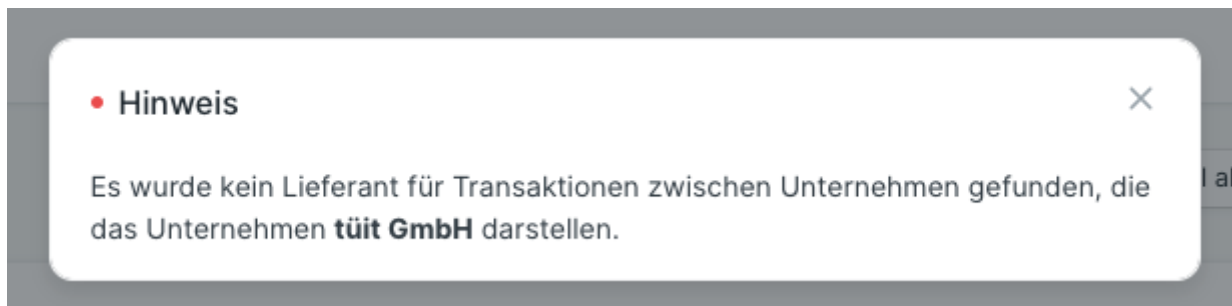 Hinweis
Es wurde kein Lieferant für Transaktionen zwischen Unternehmen gefunden, die
das Unternehmen tüit GmbH darstellen.